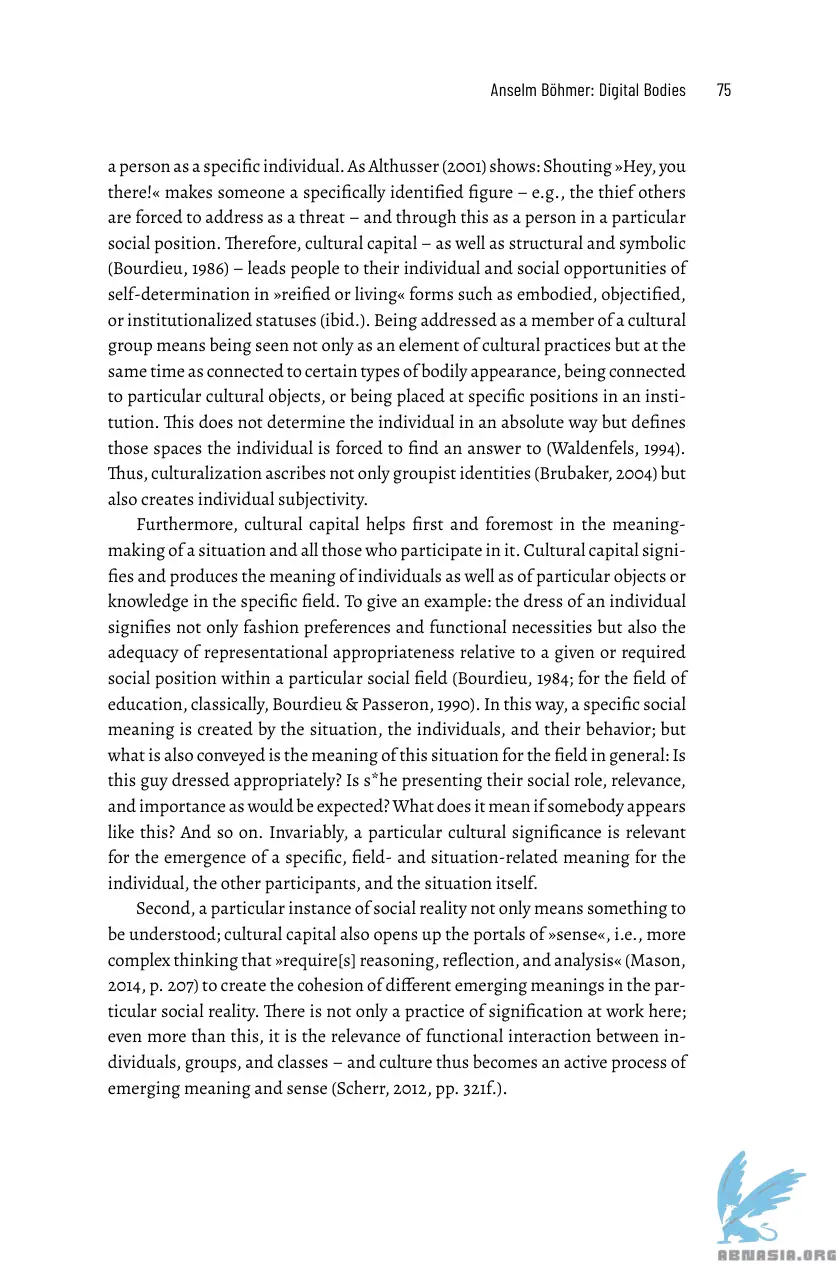 Anselm Böhmer: Digital Bodies 75
a person as a specific individual. As Althusser (2001) shows: Shouting »Hey, you
there!« makes someone a specifically identified figure – e.g., the thief others
are forced to address as a threat – and through this as a person in a particular
social position. Therefore, cultural capital – as well as structural and symbolic
(Bourdieu, 1986) – leads people to their individual and social opportunities of
self-determination in »reified or living« forms such as embodied, objectified,
or institutionalized statuses (ibid.). Being addressed as a member of a cultural
group means being seen not only as an element of cultural practices but at the
same time as connected to certain types of bodily appearance, being connected
to particular cultural objects, or being placed at specific positions in an insti-
tution. This does not determine the individual in an absolute way but defines
those spaces the individual is forced to find an answer to (Waldenfels, 1994).
Thus, culturalization ascribes not only groupist identities (Brubaker, 2004) but
also creates individual subjectivity.
Furthermore, cultural capital helps first and foremost in the meaning-
making of a situation and all those who participate in it. Cultural capital signi-
fies and produces the meaning of individuals as well as of particular objects or
knowledge in the specific field. To give an example: the dress of an individual
signifies not only fashion preferences and functional necessities but also the
adequacy of representational appropriateness relative to a given or required
social position within a particular social field (Bourdieu, 1984; for the field of
education, classically, Bourdieu & Passeron, 1990). In this way, a specific social
meaning is created by the situation, the individuals, and their behavior; but
what is also conveyed is the meaning of this situation for the field in general: Is
this guy dressed appropriately? Is s*he presenting their social role, relevance,
and importance as would be expected? What does it mean if somebody appears
like this? And so on. Invariably, a particular cultural significance is relevant
for the emergence of a specific, field- and situation-related meaning for the
individual, the other participants, and the situation itself.
Second, a particular instance of social reality not only means something to
be understood; cultural capital also opens up the portals of »sense«, i.e., more
complex thinking that »require[s] reasoning, reflection, and analysis« (Mason,
2014, p. 207) to create the cohesion of different emerging meanings in the par-
ticular social reality. There is not only a practice of signification at work here;
even more than this, it is the relevance of functional interaction between in-
dividuals, groups, and classes – and culture thus becomes an active process of
emerging meaning and sense (Scherr, 2012, pp. 321f.).
ABNASIA.ORG